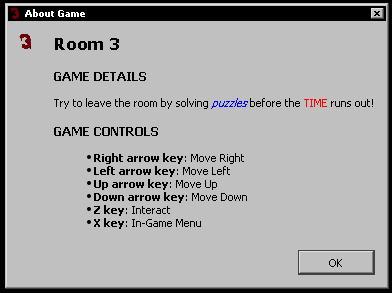 3 About Game
3 Room 3
GAME DETAILS
Try to leave the room by solving puzzles before the TIME runs out!
GAME CONTROLS
• Right arrow key: Move Right
• Left arrow key: Move Left
• Up arrow key: Move Up
• Down arrow key: Move Down
• Z key: Interact
• X key: In-Game Menu
OK